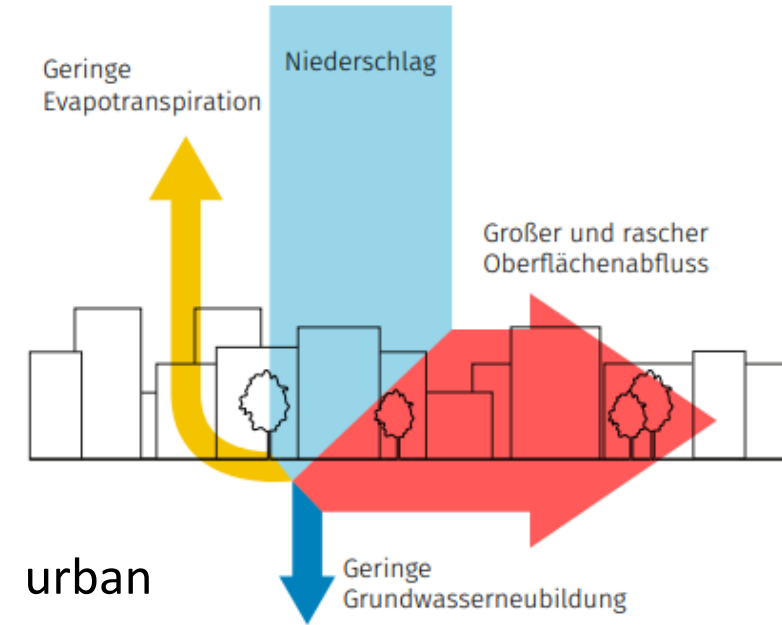 Geringe
Evapotranspiration
Niederschlag
Großer und rascher
Oberflächenabfluss
Geringe
Grundwasserneubildung
urban